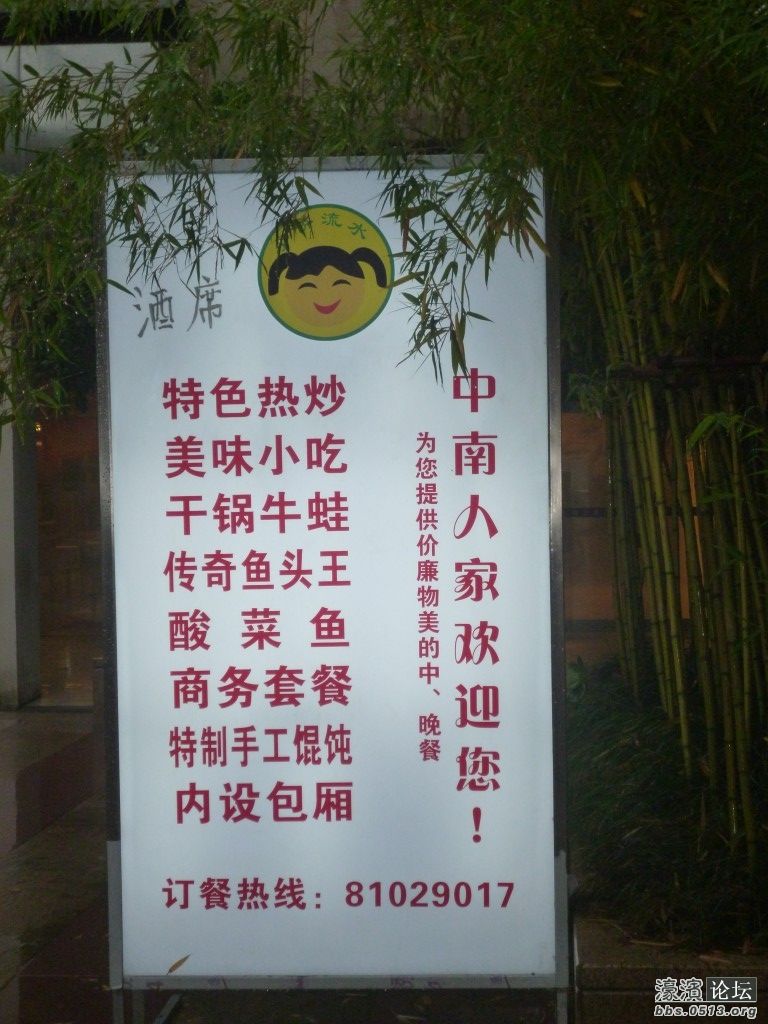 流水
酒席
中南人家欢迎您！
为您提供价廉物美的中、晚餐
特色热炒
美味小吃
干锅牛蛙
传奇鱼头王
酸菜鱼
商务套餐
特制手工馄饨
内设包厢
订餐热线：81029017
濠滨论坛
bbs.0513.org